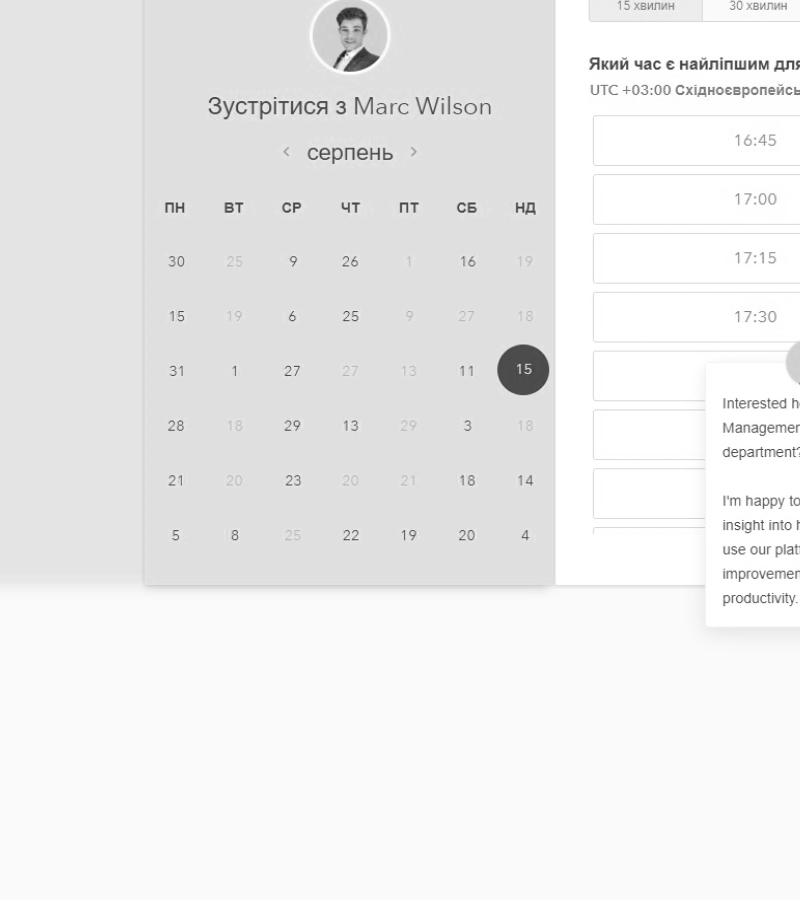 Зустрітися з Marc Wilson
серпень
ПН ВТ СР ЧТ ПТ СБ НД
30 25 9 26 1 16 19
15 19 6 25 9 27 18
31 1 27 27 13 11 15
28 18 29 13 29 3 18
21 20 23 20 21 18 14
5 8 25 22 19 20 4
15 хвилин 30 хвилин
Який час є найліпшим для
UTC +03:00 Східноєвропейсь
16:45
17:00
17:15
17:30
Interested h
Managemen
department?
I'm happy to
insight into h
use our platf
improvemen
productivity.